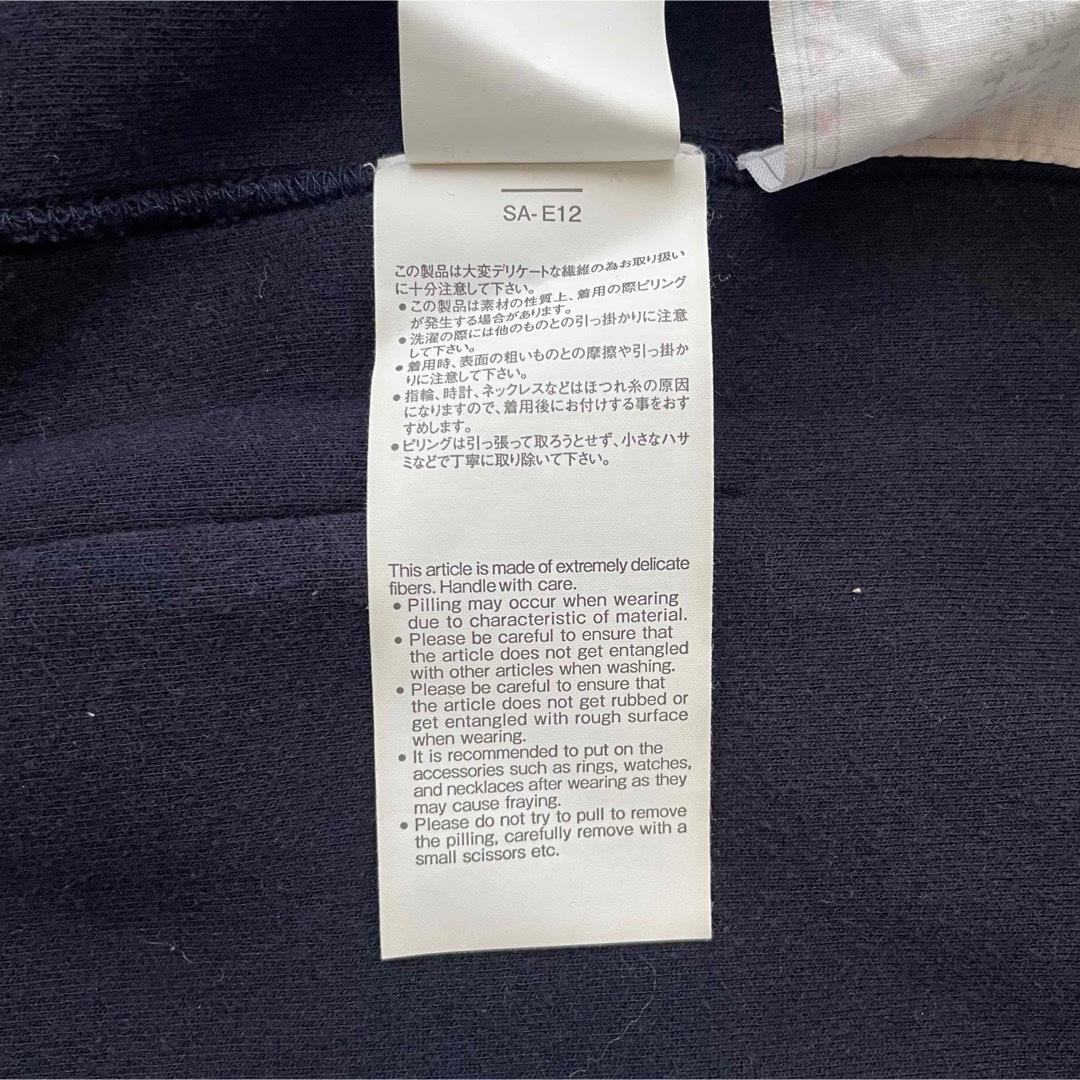 SA-E12
この製品は大変デリケートな繊維の為お取り扱い
に十分注意して下さい。
● この製品は素材の性質上、着用の際ピリング
が発生する場合があります。
● 洗濯の際には他のものとの引っ掛かりに注意
して下さい。
● 着用時、表面の粗いものとの摩擦や引っ掛か
りに注意して下さい。
● 指輪、時計、ネックレスなどはほつれ糸の原因
になりますので、着用後にお付けする事をおす
すめします。
● ピリングは引っ張って取ろうとせず、小さなハサ
ミなどで丁寧に取り除いて下さい。
This article is made of extremely delicate
fibers. Handle with care.
● Pilling may occur when wearing
due to characteristic of material.
● Please be careful to ensure that
the article does not get entangled
with other articles when washing.
● Please be careful to ensure that
the article does not get rubbed or
get entangled with rough surface
when wearing.
● It is recommended to put on the
accessories such as rings, watches,
and necklaces after wearing as they
may cause fraying.
● Please do not try to pull to remove
the pilling, carefully remove with a
small scissors etc.